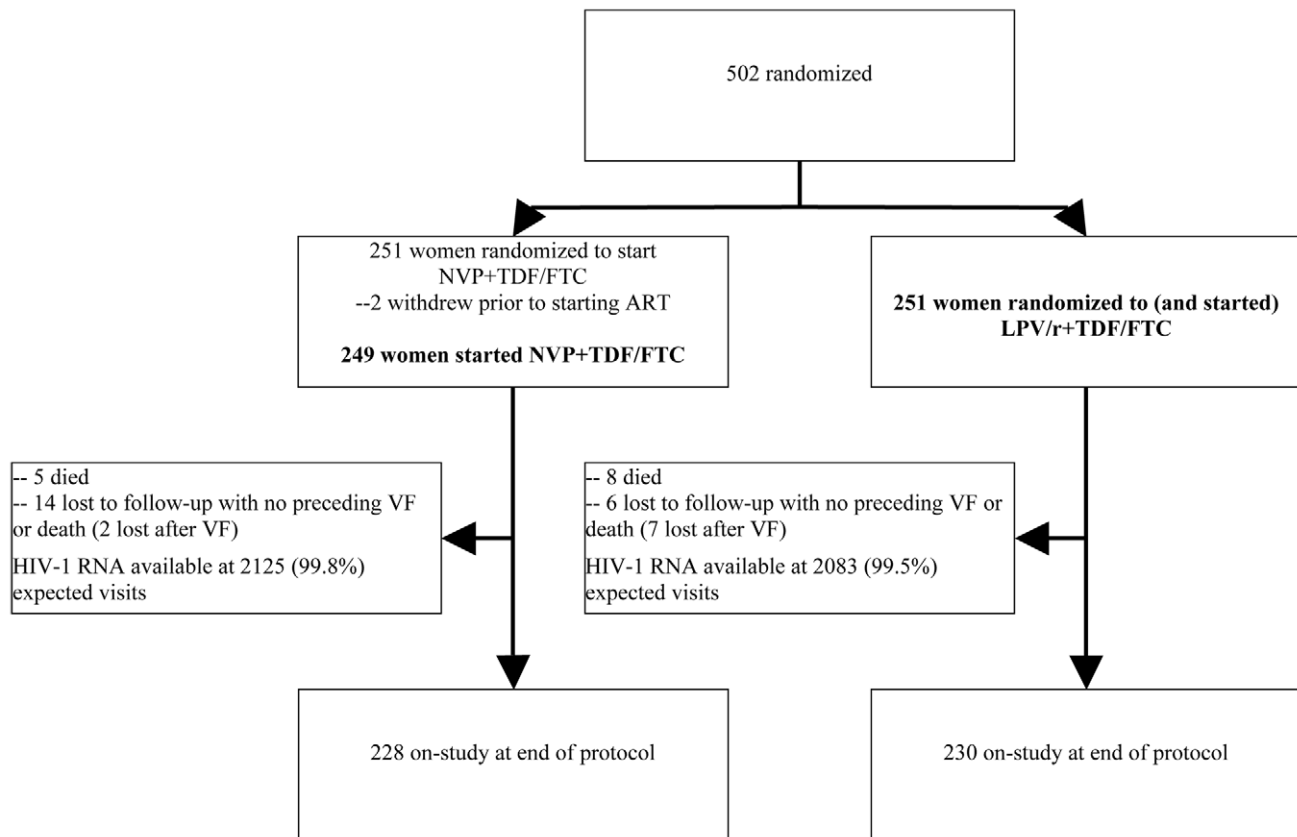 502 randomized
251 women randomized to start
NVP+TDF/FTC
--2 withdrew prior to starting ART
249 women started NVP+TDF/FTC
251 women randomized to (and started)
LPV/r+TDF/FTC
-- 5 died
-- 14 lost to follow-up with no preceding VF
or death (2 lost after VF)
HIV-1 RNA available at 2125 (99.8%)
expected visits
-- 8 died
-- 6 lost to follow-up with no preceding VF or
death (7 lost after VF)
HIV-1 RNA available at 2083 (99.5%)
expected visits
228 on-study at end of protocol
230 on-study at end of protocol